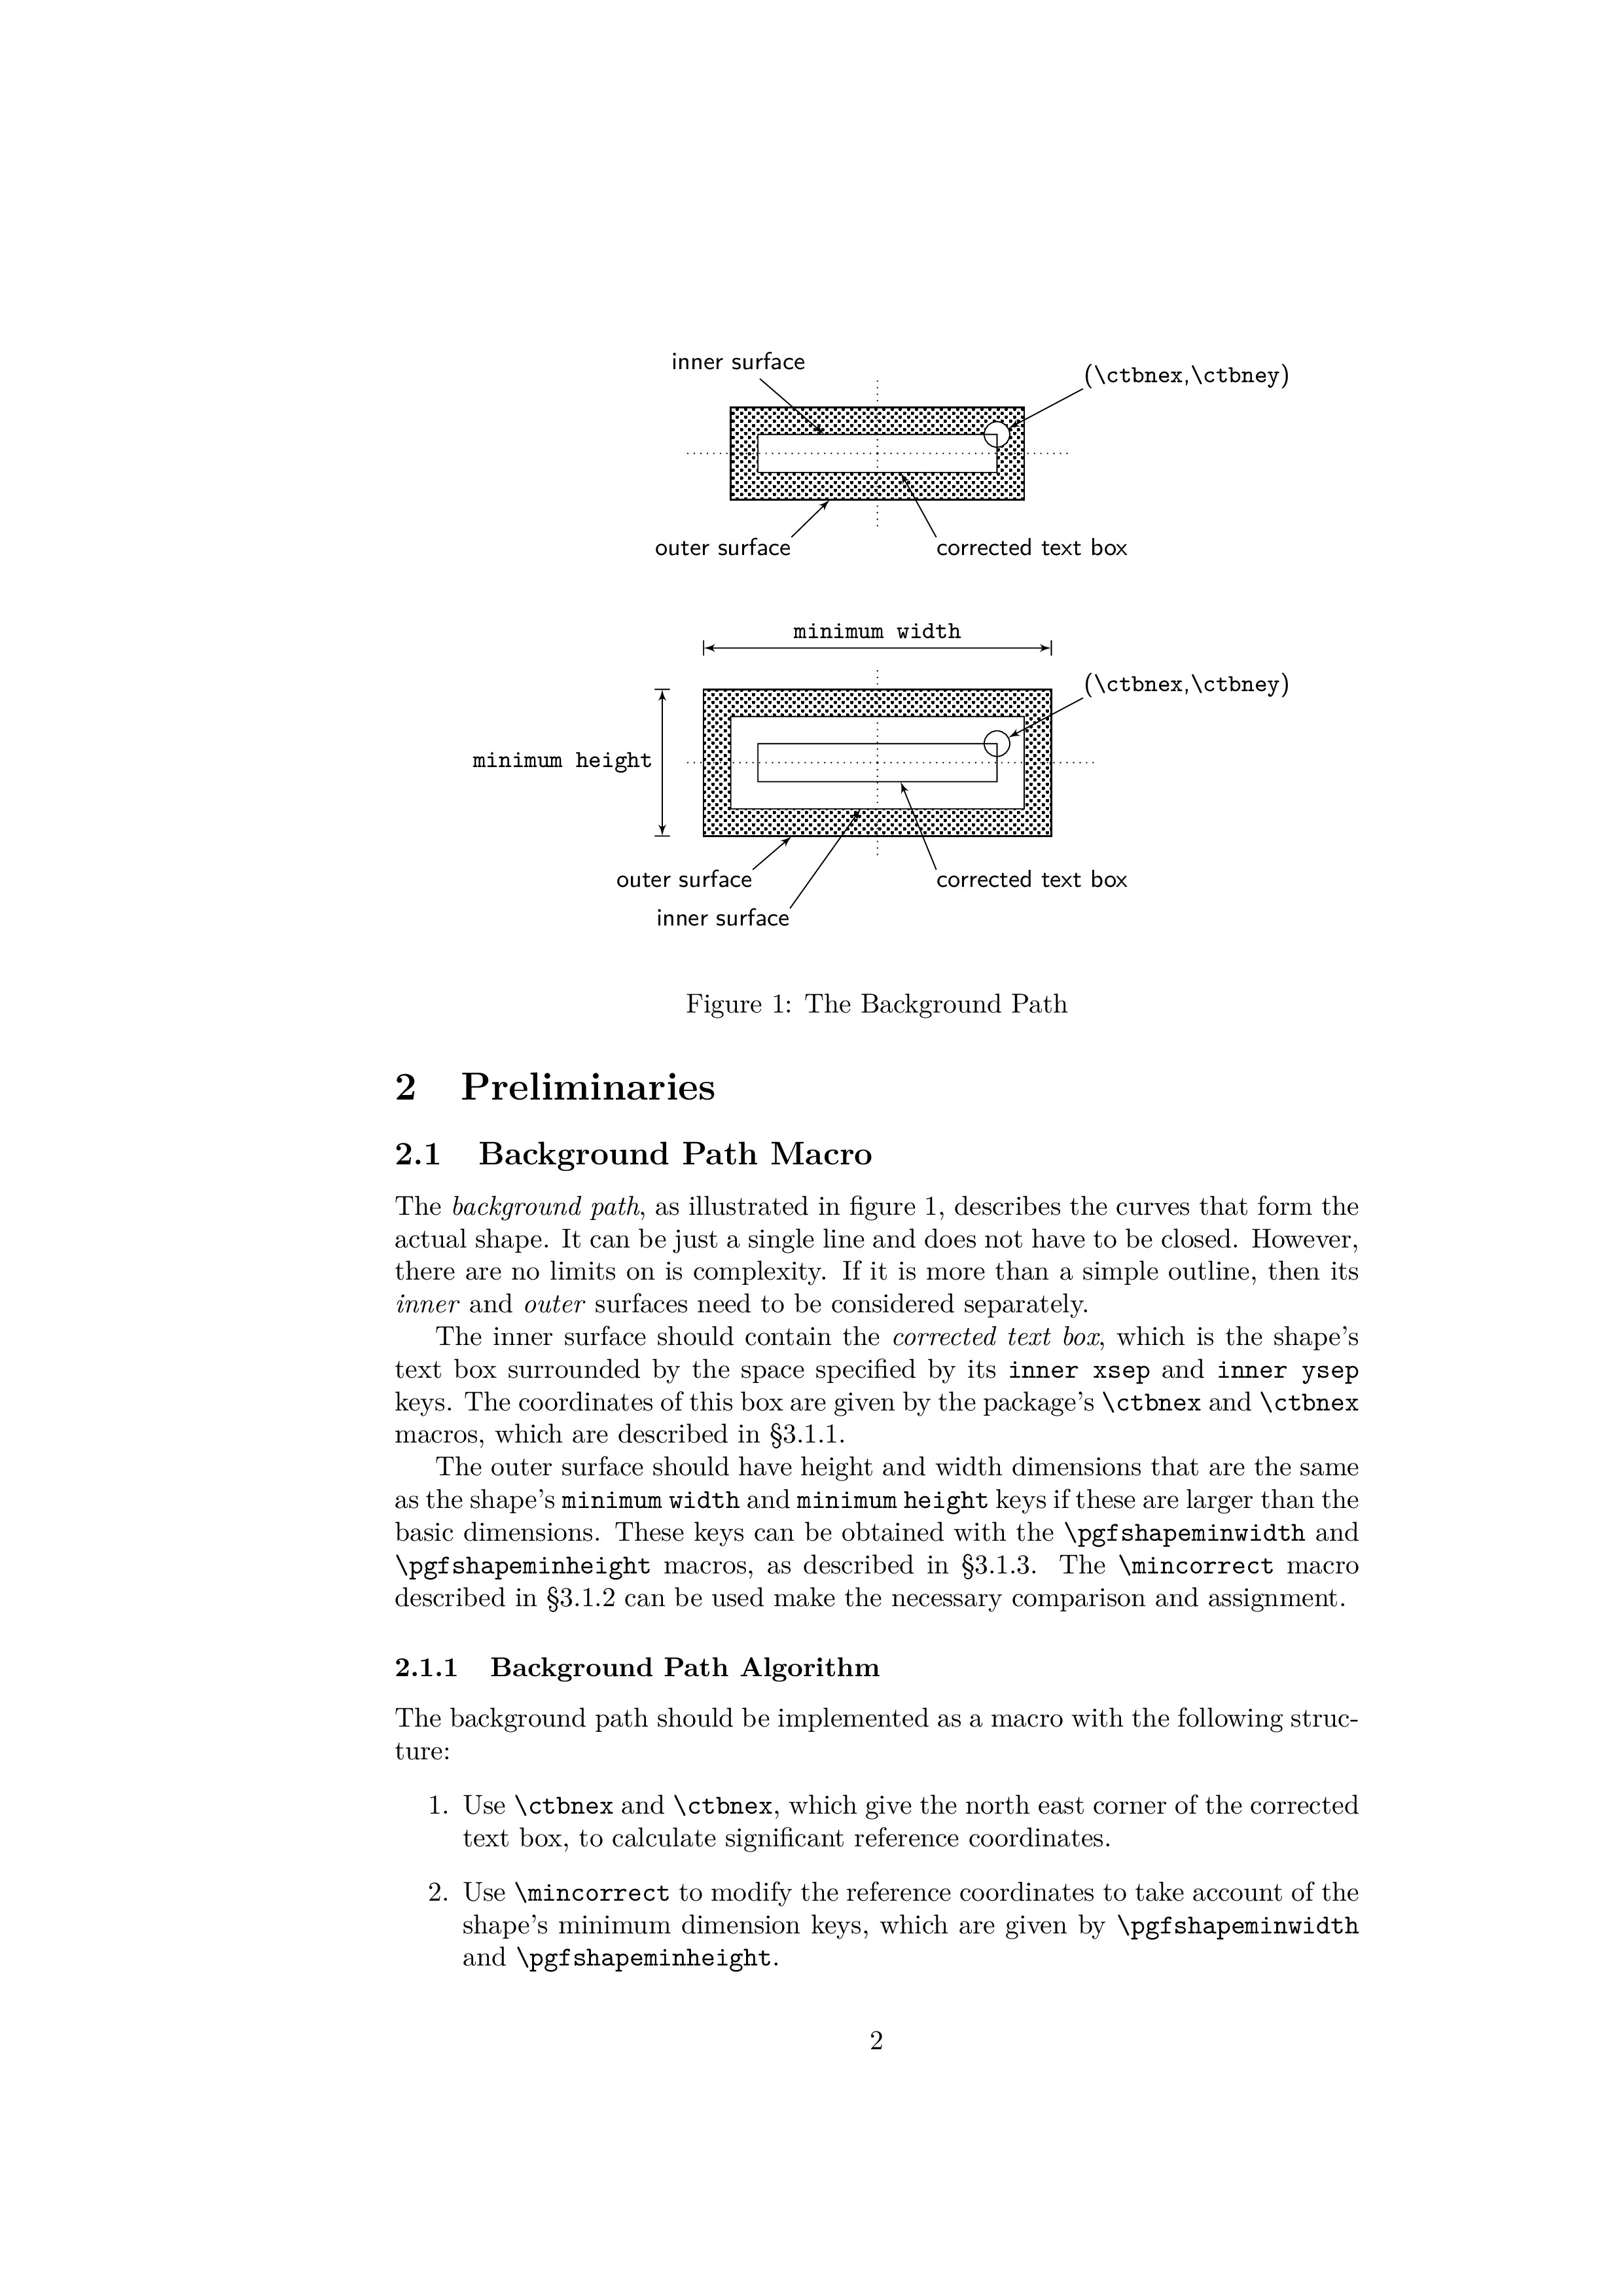 inner surface
(\ctbnex,\ctbney)
outer surface
corrected text box
minimum width
(\ctbnex,\ctbney)
minimum height
outer surface
corrected text box
inner surface
Figure 1: The Background Path
2 Preliminaries
2.1 Background Path Macro
The background path, as illustrated in figure 1, describes the curves that form the
actual shape. It can be just a single line and does not have to be closed. However,
there are no limits on is complexity. If it is more than a simple outline, then its
inner and outer surfaces need to be considered separately.
The inner surface should contain the corrected text box, which is the shape's
text box surrounded by the space specified by its inner xsep and inner ysep
keys. The coordinates of this box are given by the package's \ctbnex and \ctbnex
macros, which are described in §3.1.1.
The outer surface should have height and width dimensions that are the same
as the shape's minimum width and minimum height keys if these are larger than the
basic dimensions. These keys can be obtained with the \pgfshapeminwidth and
\pgfshapeminheight macros, as described in §3.1.3. The \mincorrect macro
described in §3.1.2 can be used make the necessary comparison and assignment.
2.1.1 Background Path Algorithm
The background path should be implemented as a macro with the following struc-
ture:
1. Use \ctbnex and \ctbnex, which give the north east corner of the corrected
text box, to calculate significant reference coordinates.
2. Use \mincorrect to modify the reference coordinates to take account of the
shape's minimum dimension keys, which are given by \pgfshapeminwidth
and \pgfshapeminheight.
2